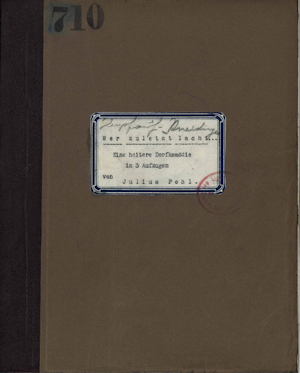 710
Wer zuletzt lacht...
Eine heitere Dorfkomödie
in 3 Aufzügen
von
Julius Pohl.